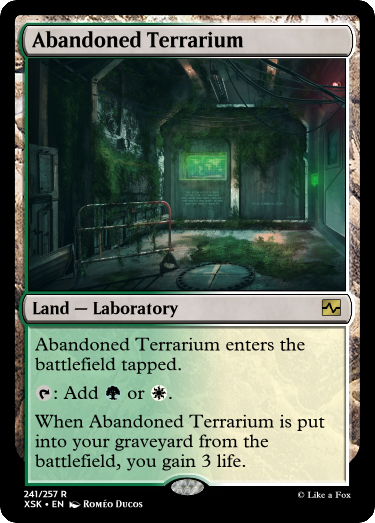 Abandoned Terrarium
Land — Laboratory
Abandoned Terrarium enters the
battlefield tapped.
: Add or .
When Abandoned Terrarium is put
into your graveyard from the
battlefield, you gain 3 life.
241/257 R
XSK • EN Roméo Ducos
© Like a Fox